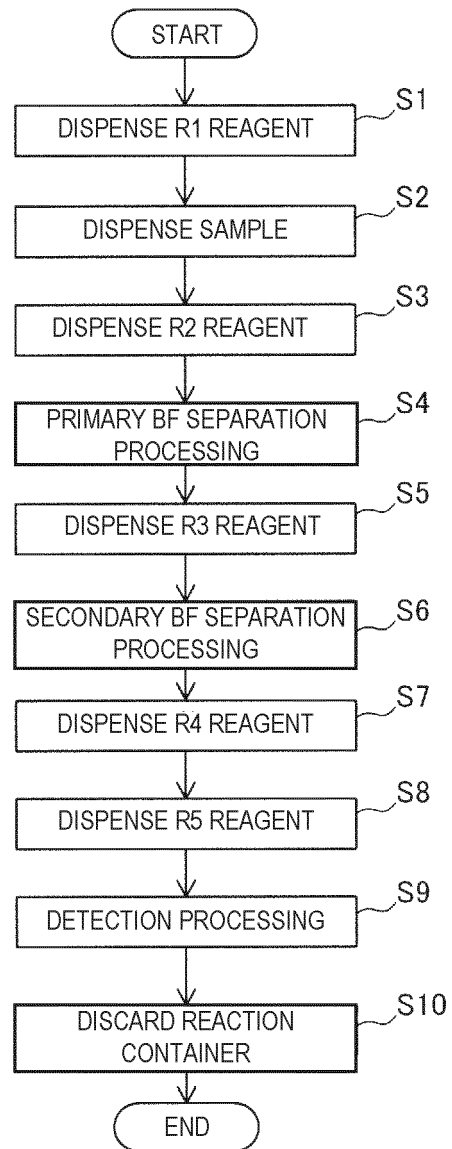 START
S1
DISPENSE R1 REAGENT
S2
DISPENSE SAMPLE
S3
DISPENSE R2 REAGENT
S4
PRIMARY BF SEPARATION
PROCESSING
S5
DISPENSE R3 REAGENT
S6
SECONDARY BF SEPARATION
PROCESSING
S7
DISPENSE R4 REAGENT
S8
DISPENSE R5 REAGENT
S9
DETECTION PROCESSING
S10
DISCARD REACTION
CONTAINER
END